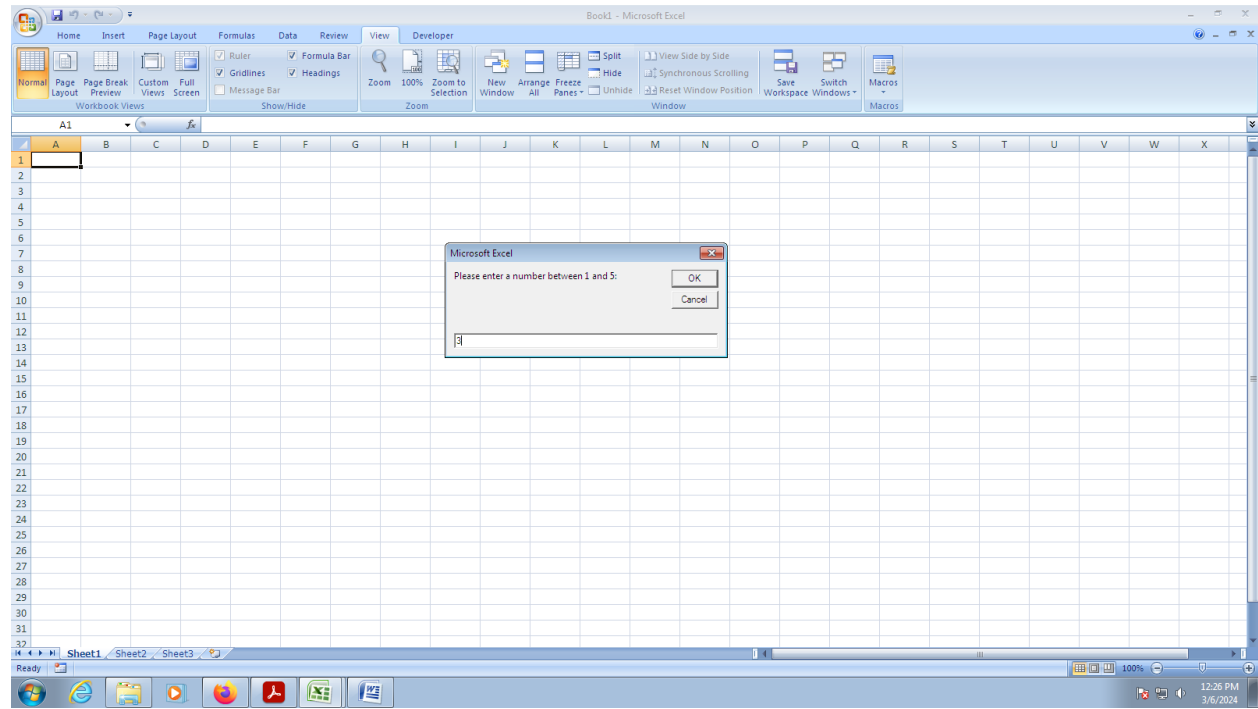 Book1 - Microsoft Excel
Home Insert Page Layout Formulas Data Review View Developer
Normal
Page Layout
Page Break Preview
Custom Views
Full Screen
Workbook Views
Ruler
Gridlines
Message Bar
Formula Bar
Headings
Show/Hide
Zoom
100%
Zoom to Selection
Zoom
New Window
Arrange All
Freeze Panes
Split
Hide
Unhide
View Side by Side
Synchronous Scrolling
Reset Window Position
Save Workspace
Switch Windows
Window
Macros
Macros
A1 fx
A B C D E F G H I J K L M N O P Q R S T U V W X
1
2
3
4
5
6
7
8
9
10
11
12
13
14
15
16
17
18
19
20
21
22
23
24
25
26
27
28
29
30
31
32
Microsoft Excel
Please enter a number between 1 and 5:
OK
Cancel
3
Sheet1 Sheet2 Sheet3
Ready 100%
12:26 PM
3/6/2024